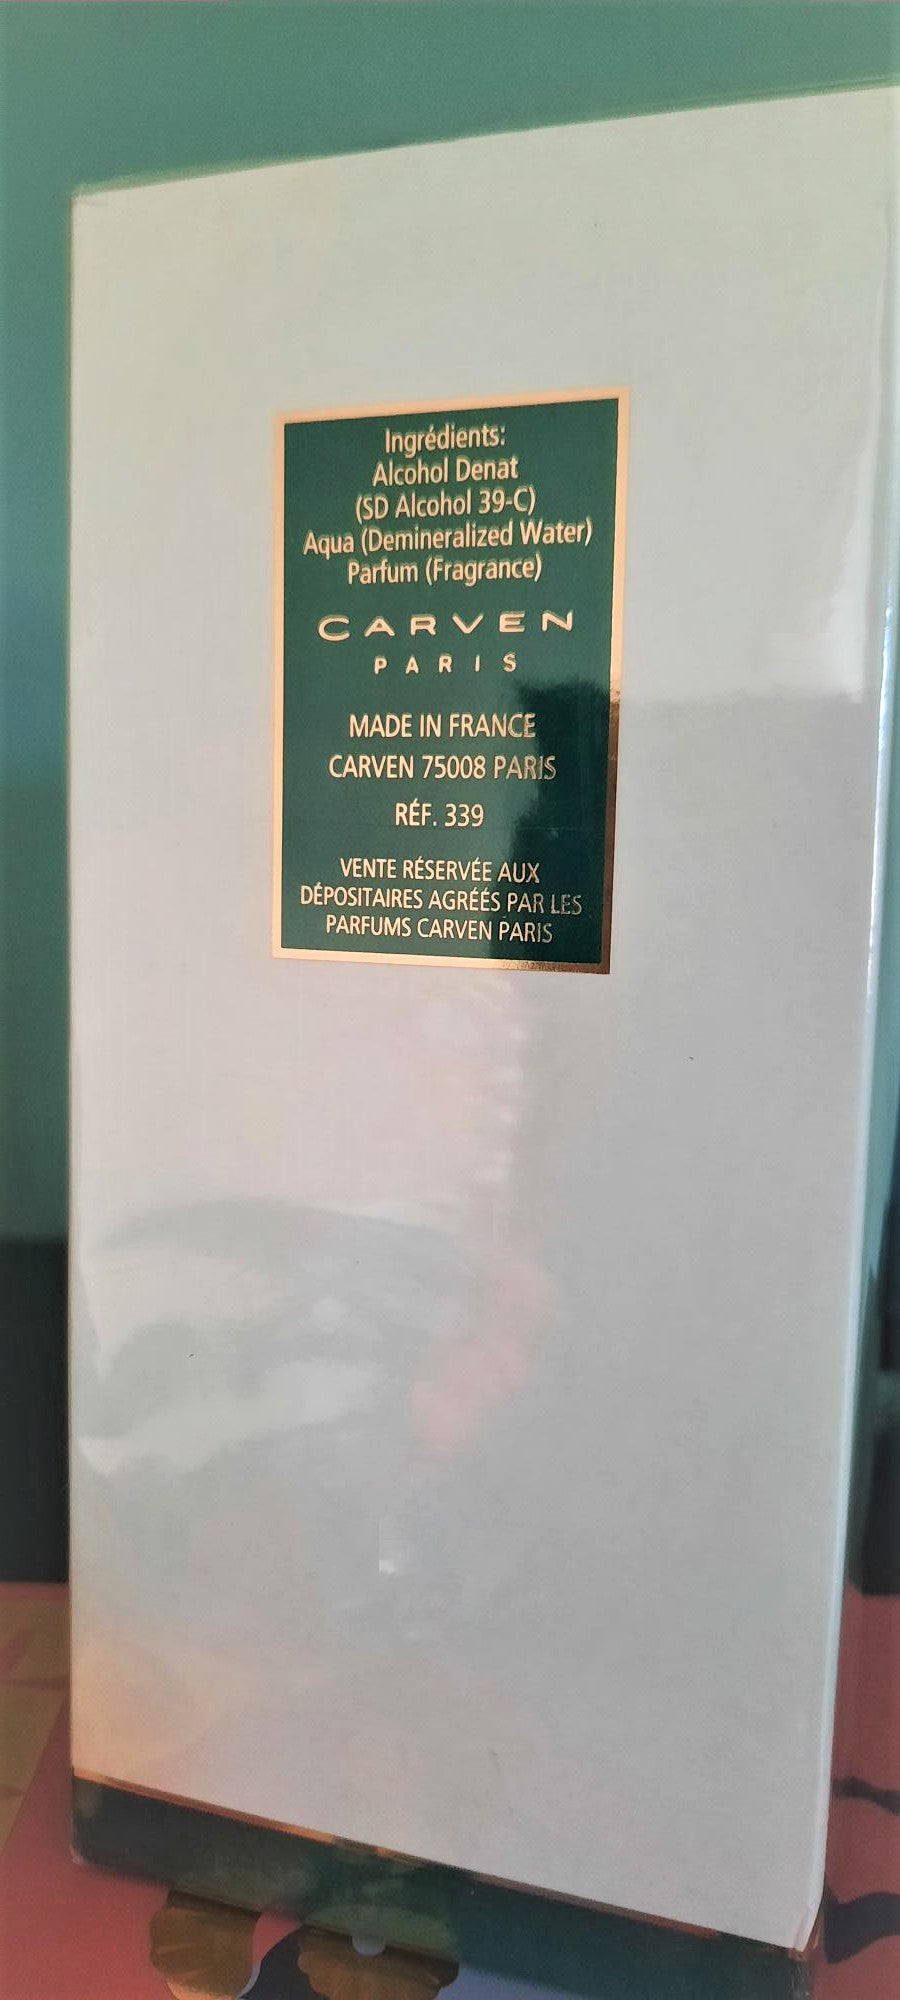 Ingrédients:
Alcohol Denat
(SD Alcohol 39-C)
Aqua (Demineralized Water)
Parfum (Fragrance)
CARVEN
PARIS
MADE IN FRANCE
CARVEN 75008 PARIS
RÉF. 339
VENTE RÉSERVÉE AUX
DÉPOSITAIRES AGRÉÉS PAR LES
PARFUMS CARVEN PARIS